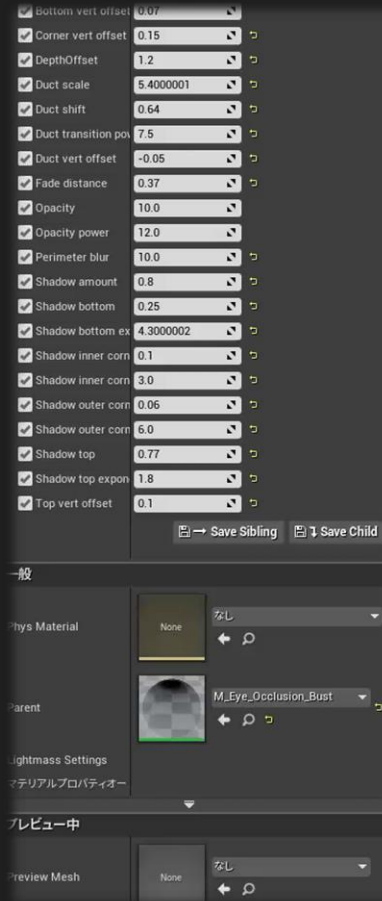 Bottom vert offset 0.07
Corner vert offset 0.15
DepthOffset 1.2
Duct scale 5.4000001
Duct shift 0.64
Duct transition pov 7.5
Duct vert offset -0.05
Fade distance 0.37
Opacity 10.0
Opacity power 12.0
Perimeter blur 10.0
Shadow amount 0.8
Shadow bottom 0.25
Shadow bottom ex 4.3000002
Shadow inner corn 0.1
Shadow inner corn 3.0
Shadow outer corn 0.06
Shadow outer corn 6.0
Shadow top 0.77
Shadow top expon 1.8
Top vert offset 0.1
Save Sibling Save Child
一般
Phys Material None なし
Parent M_Eye_Occlusion_Bust
Lightmass Settings
マテリアルプロパティオー
プレビュー中
Preview Mesh None なし